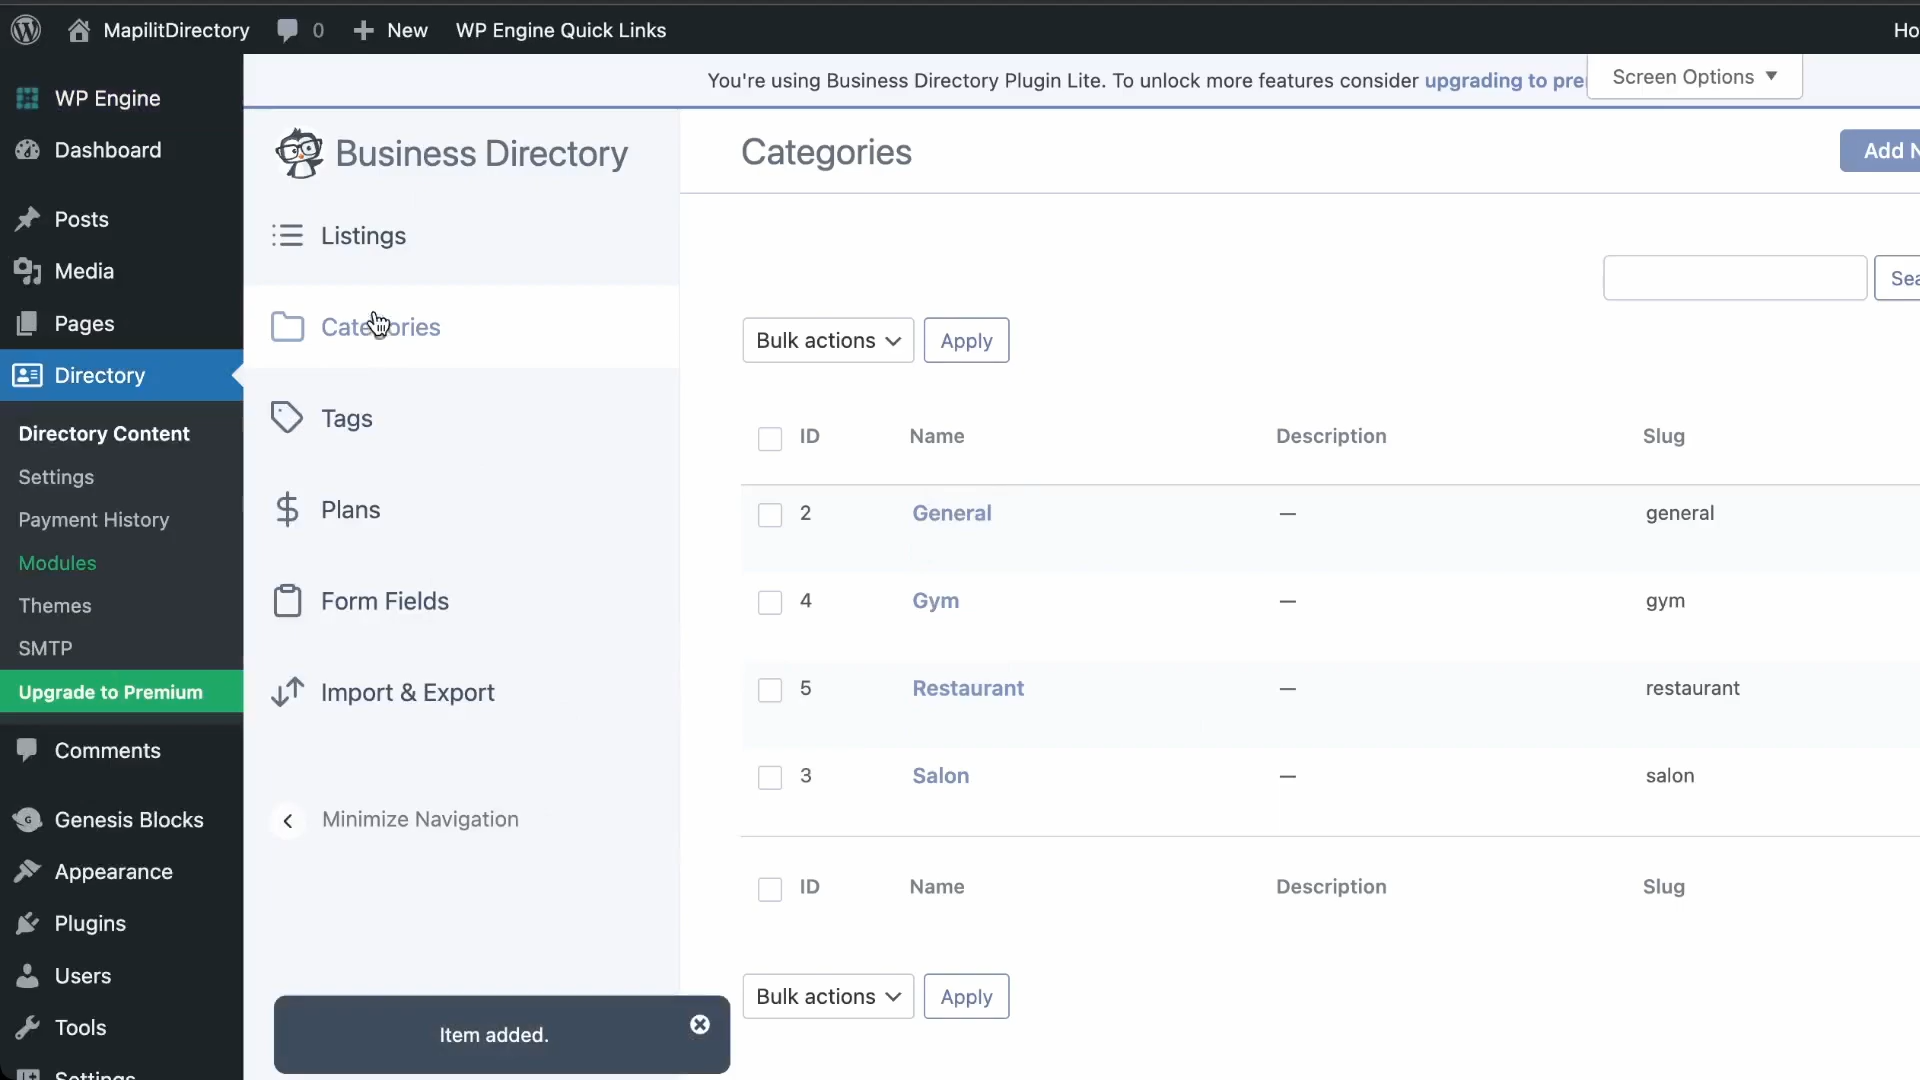 MapilitDirectory
0
New
WP Engine Quick Links
Ho
WP Engine
Dashboard
Posts
Media
Pages
Directory
Directory Content
Settings
Payment History
Modules
Themes
SMTP
Upgrade to Premium
Comments
Genesis Blocks
Appearance
Plugins
Users
Tools
Settings
You're using Business Directory Plugin Lite. To unlock more features consider upgrading to pre
Screen Options
Business Directory
Listings
Categories
Tags
Plans
Form Fields
Import & Export
Minimize Navigation
Item added.
Categories
Add N
Sea
Bulk actions
Apply
ID Name Description Slug
2 General — general
4 Gym — gym
5 Restaurant — restaurant
3 Salon — salon
ID Name Description Slug
Bulk actions
Apply